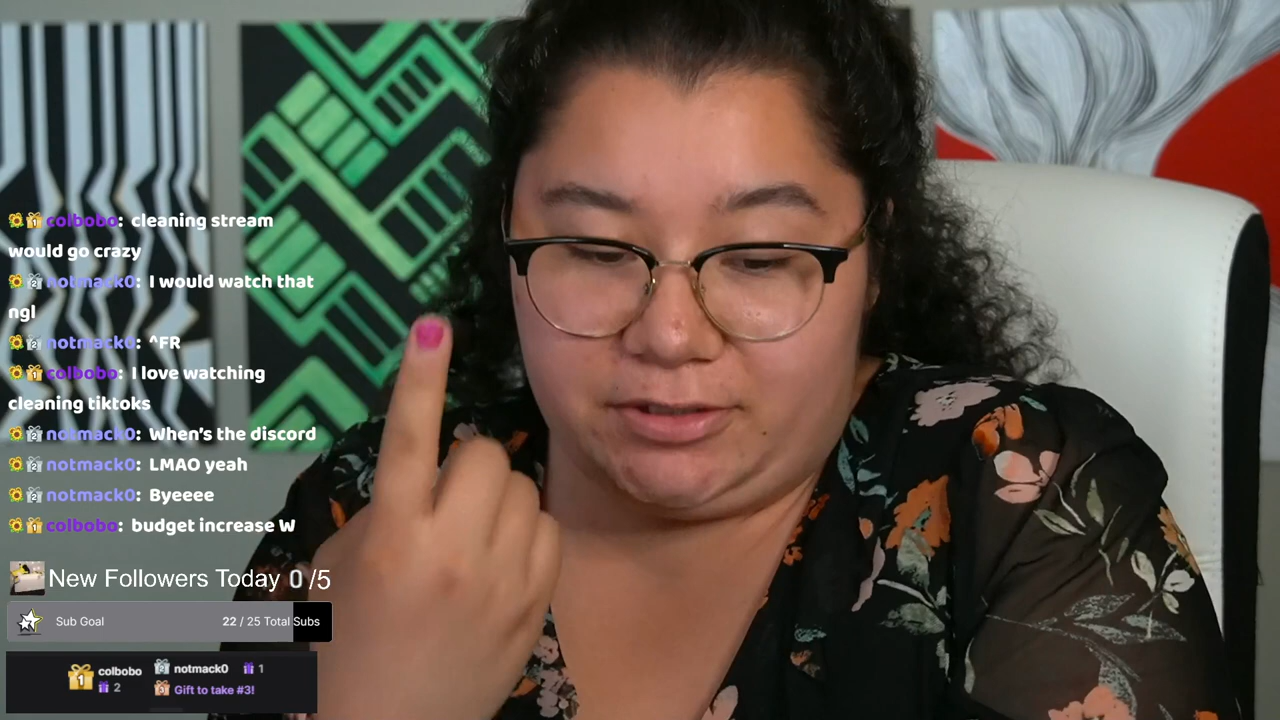 colbobo: cleaning stream
would go crazy
notmack0: I would watch that
ngl
notmack0: ^FR
colbobo: I love watching
cleaning tiktoks
notmack0: When's the discord
notmack0: LMAO yeah
notmack0: Byeeee
colbobo: budget increase W
New Followers Today 0 /5
Sub Goal 22 / 25 Total Subs
1 colbobo 2 notmack0 1
2 3 Gift to take #3!